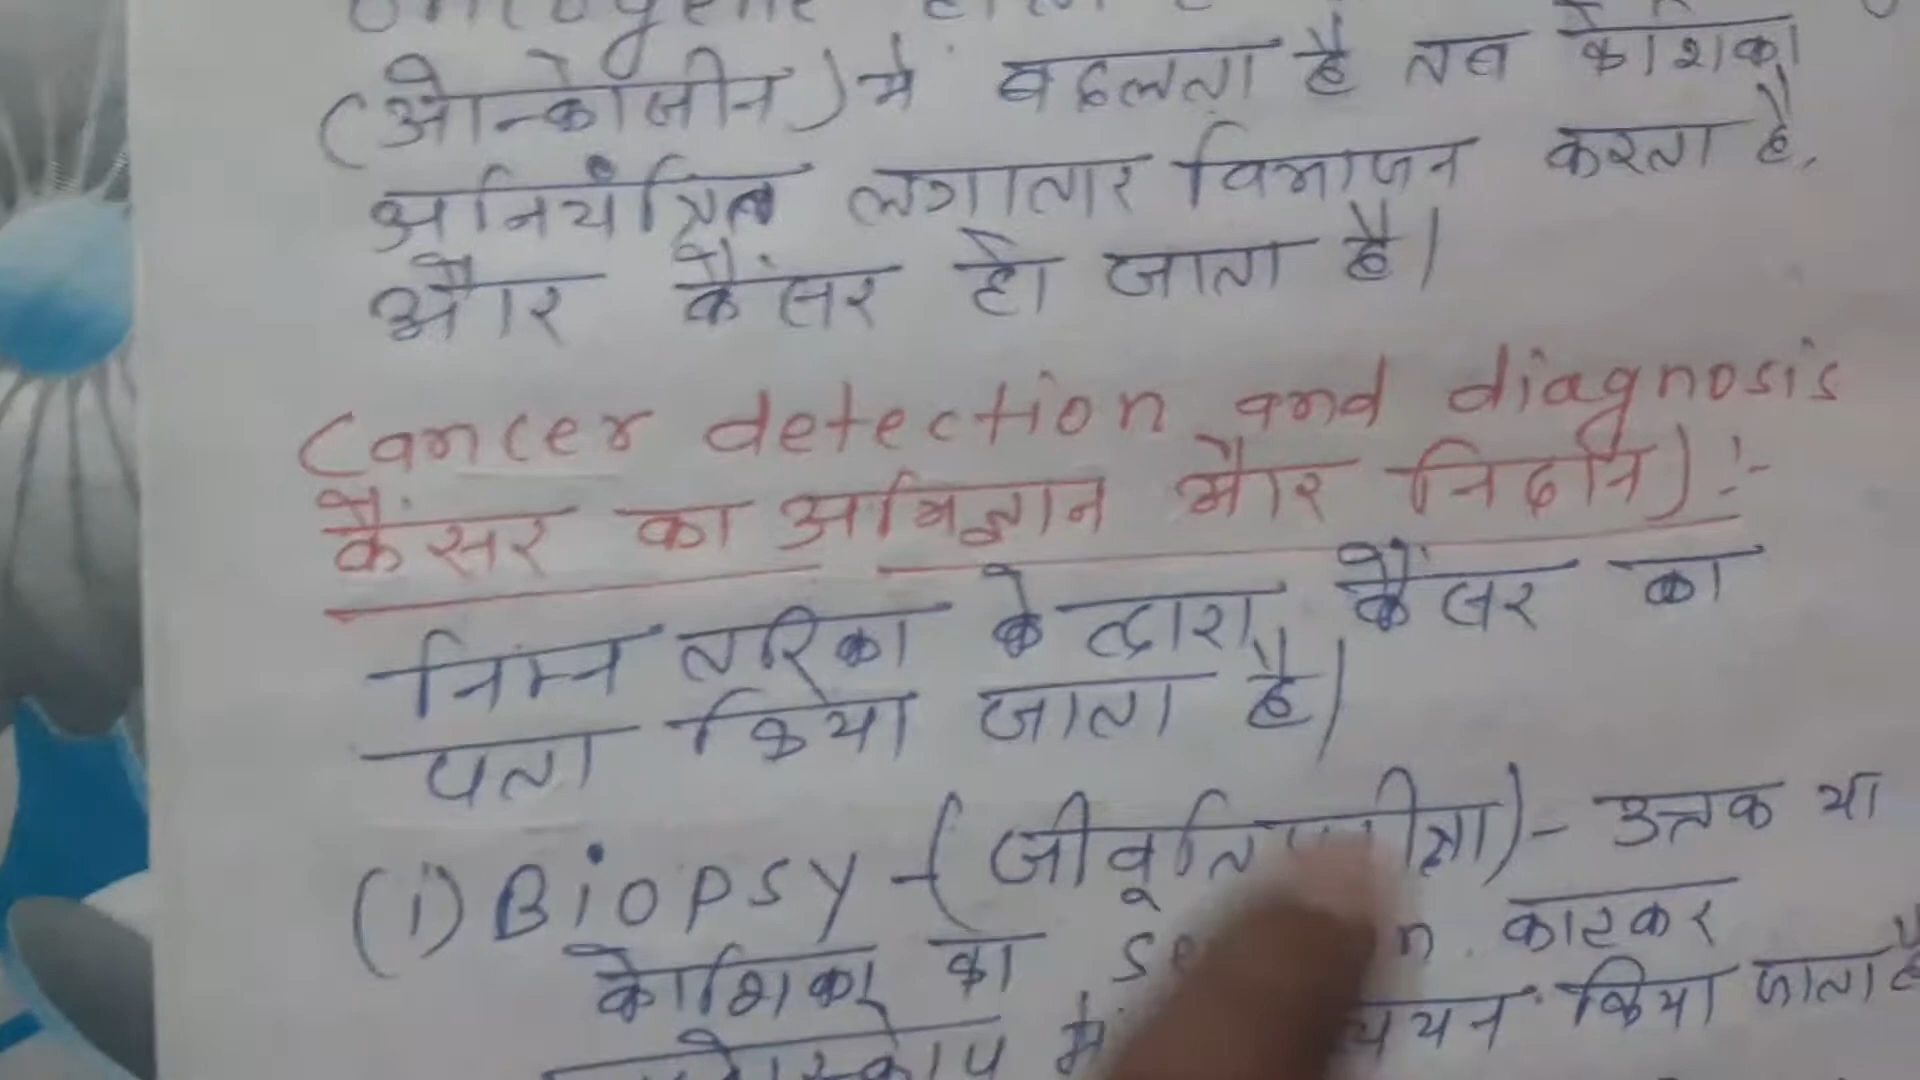 (ओन्कोजीन) में बदलता है तब कोशिका
अनियंत्रित लगातार विभाजन करता है,
और कैंसर हो जाता है।
Cancer detection and diagnosis
कैंसर का अभिज्ञान और निदान) :-
निम्न तरिका के द्वारा कैंसर का
पता किया जाता है।
(i) Biopsy - (जीवूति) - उत्तक या
कोशिका का काटकर
में किया जाता है